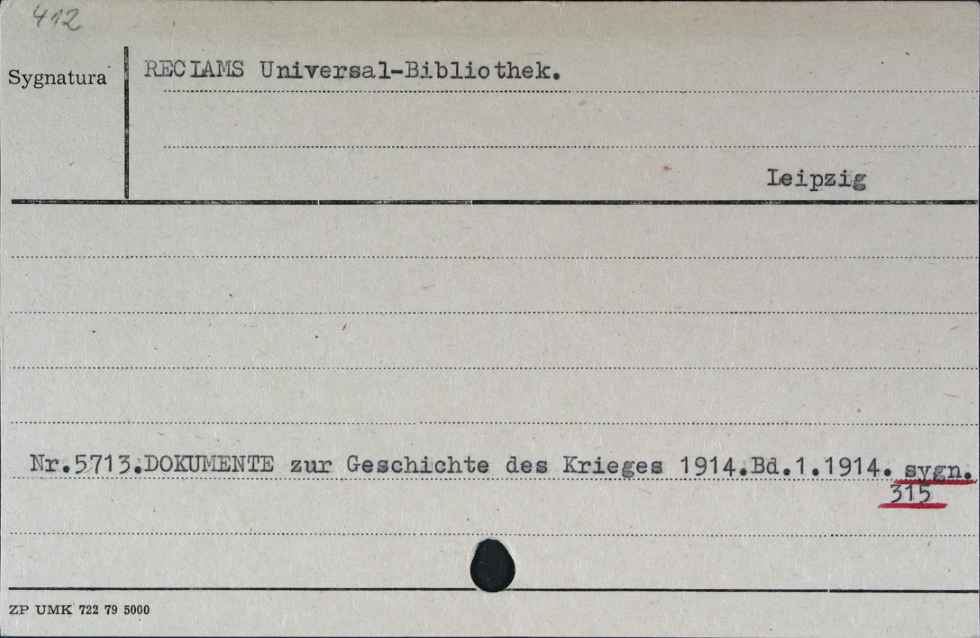 412
Sygnatura
RECLAMS Universal-Bibliothek.
Leipzig
Nr.5713.DOKUMENTE zur Geschichte des Krieges 1914.Bd.1.1914. sygn.
315
ZP UMK 722 79 5000